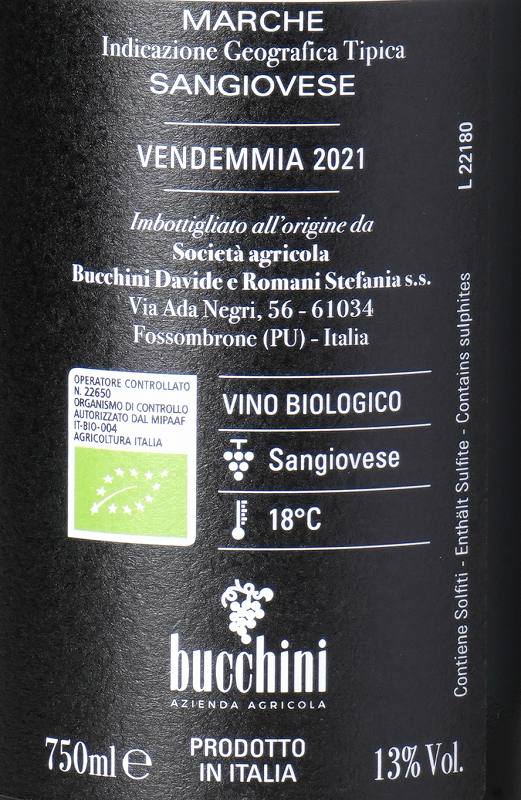 MARCHE
Indicazione Geografica Tipica
SANGIOVESE
VENDEMMIA 2021
L 22180
Imbottigliato all'origine da
Società agricola
Bucchini Davide e Romani Stefania s.s.
Via Ada Negri, 56 - 61034
Fossombrone (PU) - Italia
OPERATORE CONTROLLATO
N. 22650
ORGANISMO DI CONTROLLO
AUTORIZZATO DAL MIPAAF
IT-BIO-004
AGRICOLTURA ITALIA
VINO BIOLOGICO
Sangiovese
18°C
Contiene Solfiti - Enthält Sulfite - Contains sulphites
bucchini
AZIENDA AGRICOLA
750ml e
PRODOTTO
IN ITALIA
13% Vol.